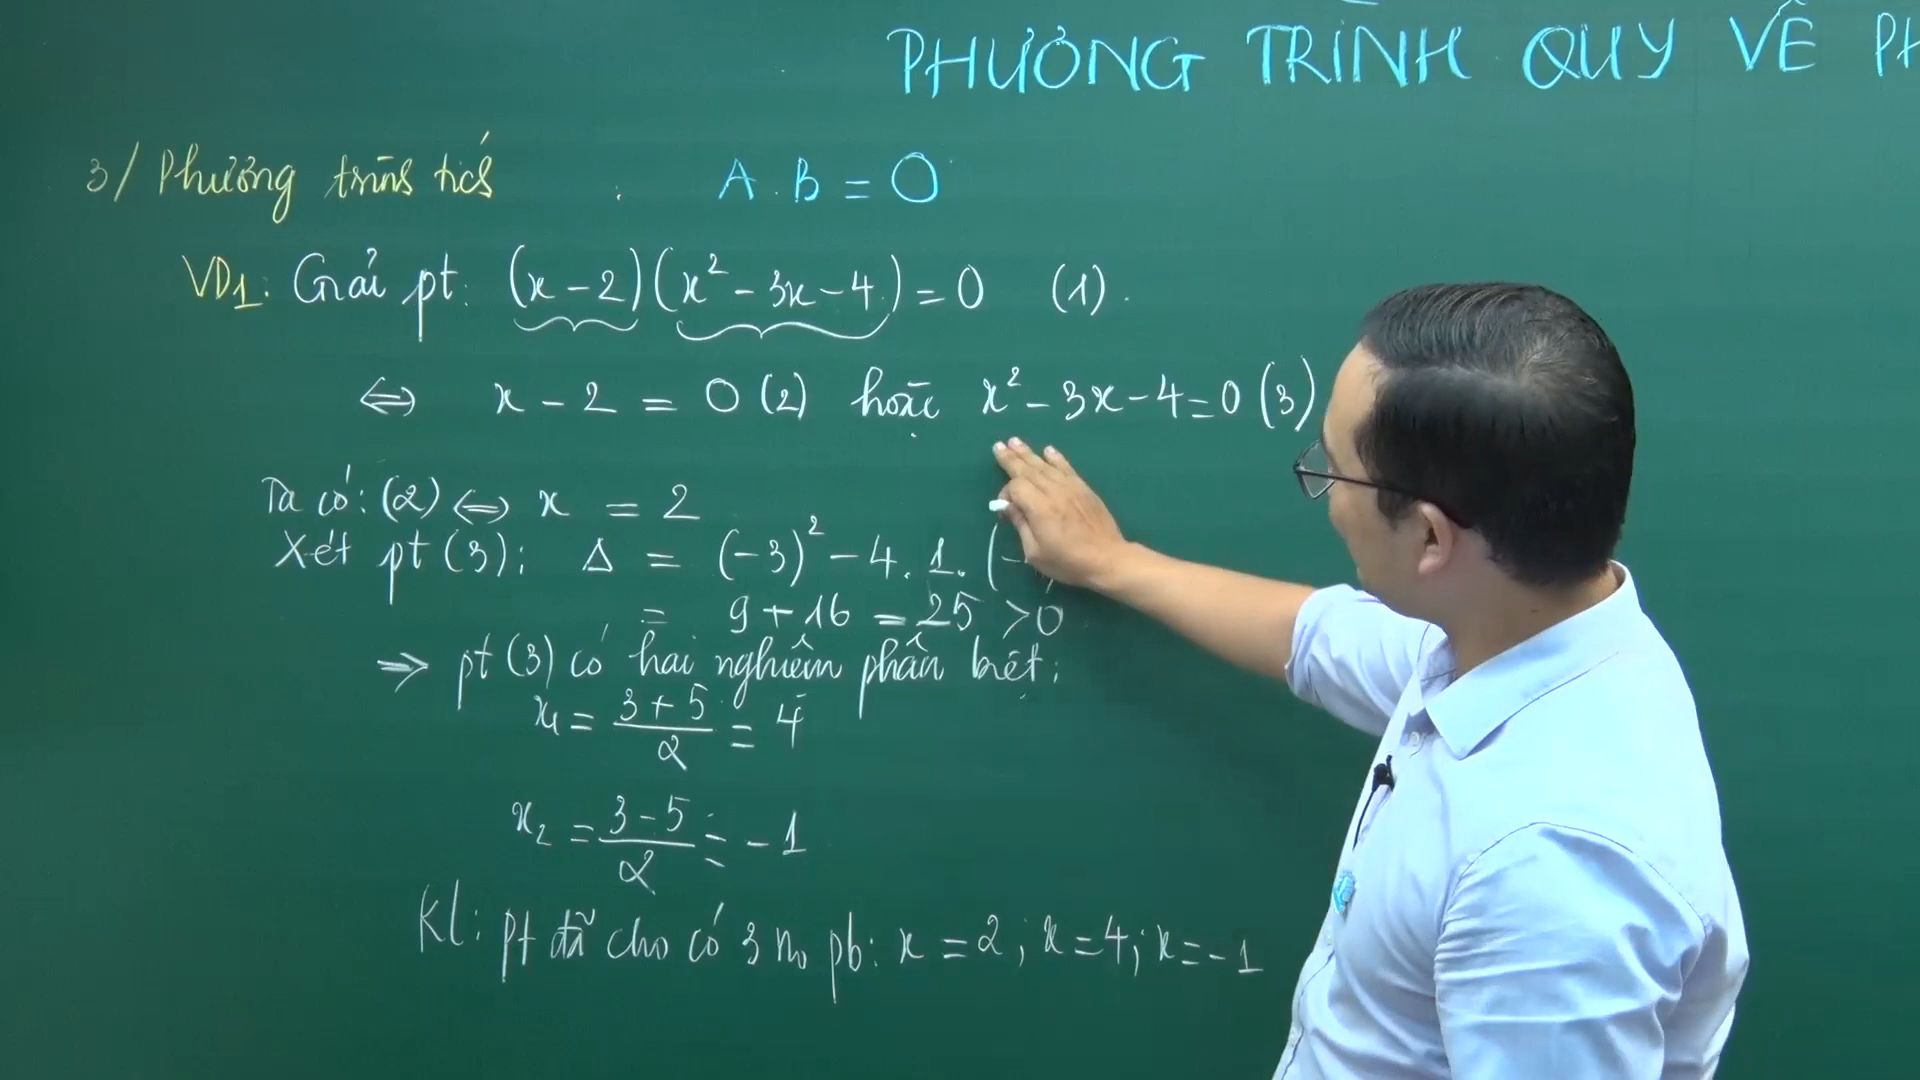 PHƯƠNG TRÌNH QUY VỀ PH
3/ Phương trình tích : A . B = 0
VD1: Giải pt: (x - 2)(x² - 3x - 4) = 0 (1).
⇔ x - 2 = 0 (2) hoặc x² - 3x - 4 = 0 (3)
Ta có: (2) ⇔ x = 2
Xét pt (3): Δ = (-3)² - 4. 1. (-
= 9 + 16 = 25 > 0
⇒ pt (3) có hai nghiệm phân biệt:
x₁ = (3 + 5)/2 = 4
x₂ = (3 - 5)/2 = -1
Kl: pt đã cho có 3 no pb: x = 2 ; x = 4; x = -1